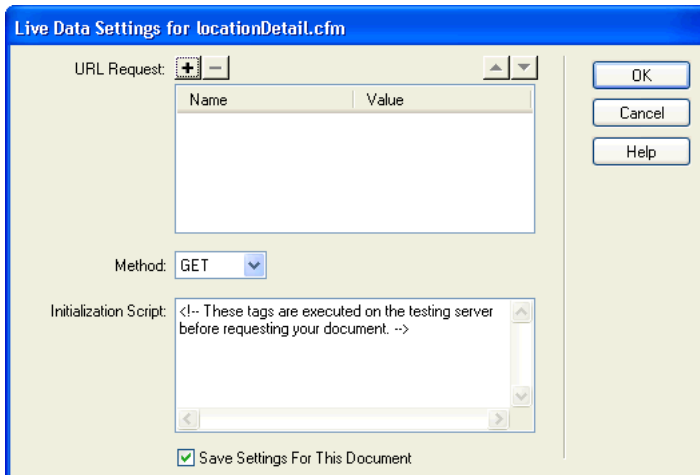 Live Data Settings for locationDetail.cfm
URL Request:
Name Value
OK
Cancel
Help
Method: GET
Initialization Script: <!-- These tags are executed on the testing server
before requesting your document. -->
Save Settings For This Document